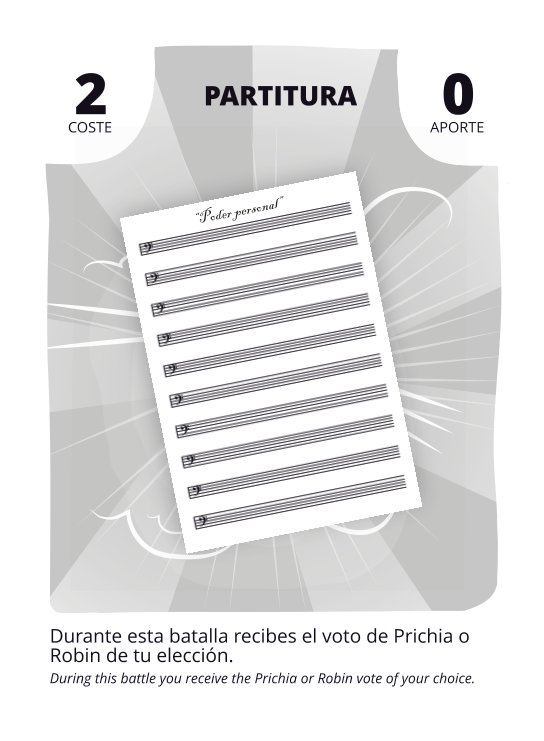 2
COSTE
PARTITURA
0
APORTE
"Poder personal"
Durante esta batalla recibes el voto de Prichia o
Robin de tu elección.
During this battle you receive the Prichia or Robin vote of your choice.